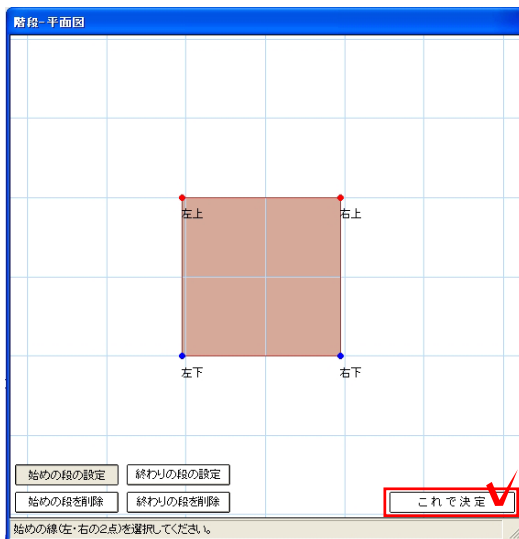 階段-平面図
左上 右上
左下 右下
始めの段の設定 終わりの段の設定
始めの段を削除 終わりの段を削除 これで決定
始めの線(左・右の2点)を選択してください。